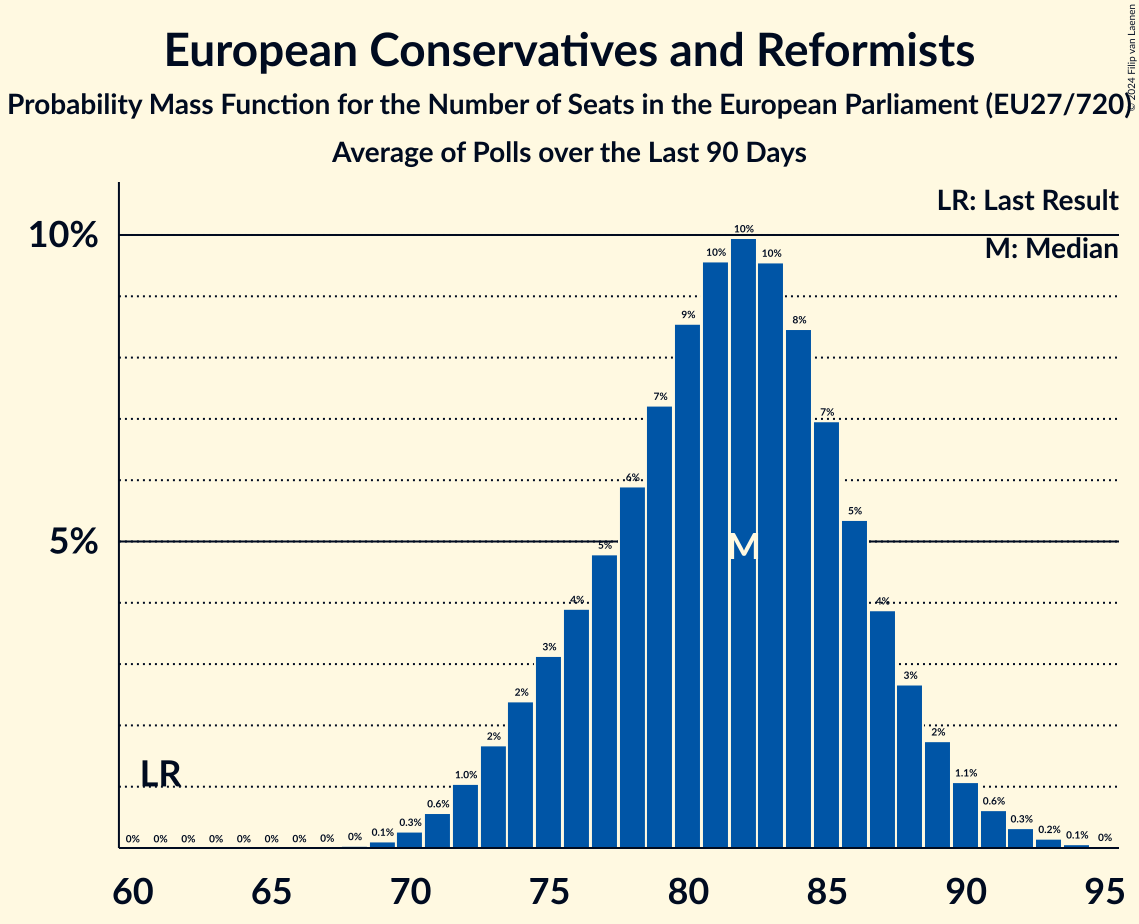 European Conservatives and Reformists
© 2024 Filip van Laenen
Probability Mass Function for the Number of Seats in the European Parliament (EU27/720)
Average of Polls over the Last 90 Days
LR: Last Result
M: Median
10%
5%
10%
10% 10%
9%
8%
7%
7%
6%
5%
5%
M
4%
4%
3%
3%
2%
2%
2%
1.0%
1.1%
LR
0.6%
0.6%
0.3%
0.3%
0% 0% 0% 0% 0% 0% 0% 0% 0% 0.1%
0.2% 0.1% 0%
60 65 70 75 80 85 90 95